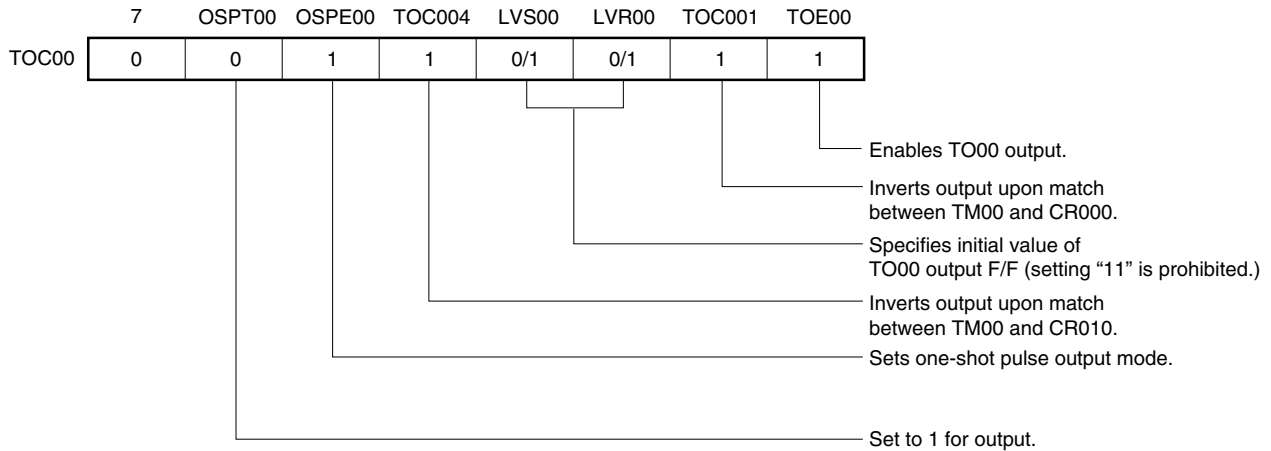 7 OSPT00 OSPE00 TOC004 LVS00 LVR00 TOC001 TOE00
TOC00 0 0 1 1 0/1 0/1 1 1
Enables TO00 output.
Inverts output upon match
between TM00 and CR000.
Specifies initial value of
TO00 output F/F (setting “11” is prohibited.)
Inverts output upon match
between TM00 and CR010.
Sets one-shot pulse output mode.
Set to 1 for output.